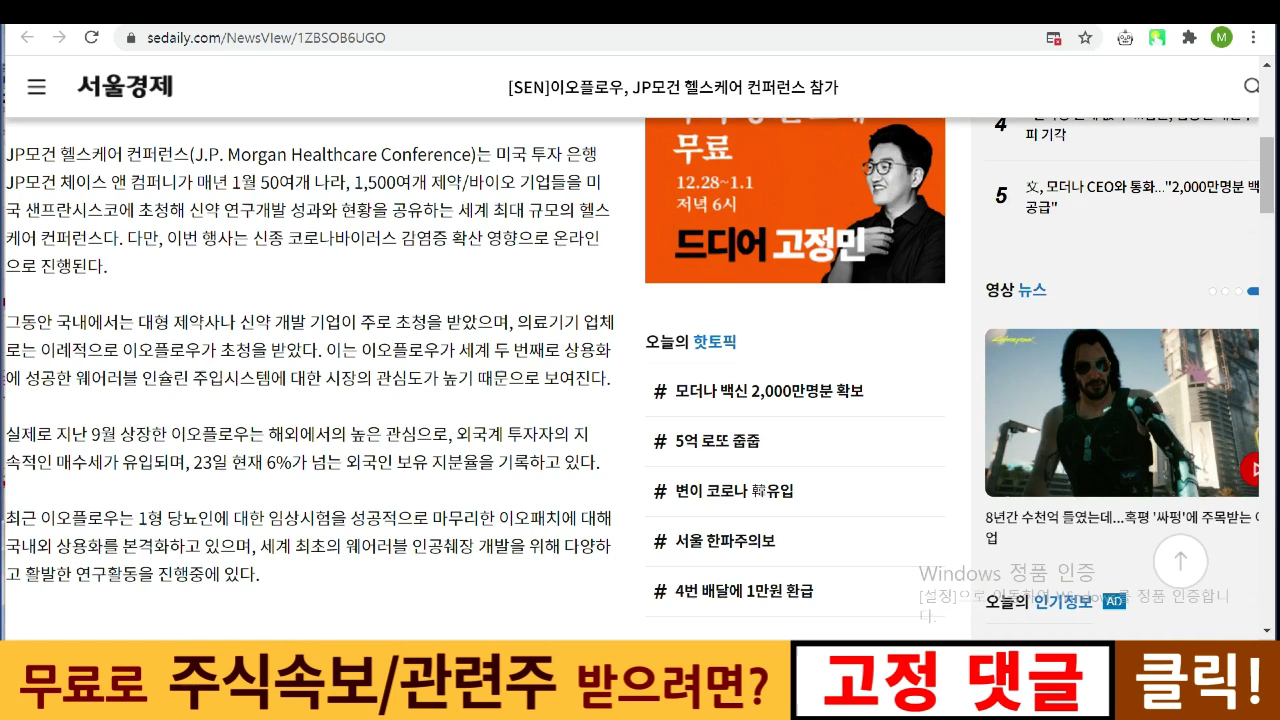 sedaily.com/NewsVIew/1ZBSOB6UGO
M
서울경제
[SEN]이오플로우, JP모건 헬스케어 컨퍼런스 참가
JP모건 헬스케어 컨퍼런스(J.P. Morgan Healthcare Conference)는 미국 투자 은행
JP모건 체이스 앤 컴퍼니가 매년 1월 50여개 나라, 1,500여개 제약/바이오 기업들을 미
국 샌프란시스코에 초청해 신약 연구개발 성과와 현황을 공유하는 세계 최대 규모의 헬스
케어 컨퍼런스다. 다만, 이번 행사는 신종 코로나바이러스 감염증 확산 영향으로 온라인
으로 진행된다.
그동안 국내에서는 대형 제약사나 신약 개발 기업이 주로 초청을 받았으며, 의료기기 업체
로는 이례적으로 이오플로우가 초청을 받았다. 이는 이오플로우가 세계 두 번째로 상용화
에 성공한 웨어러블 인슐린 주입시스템에 대한 시장의 관심도가 높기 때문으로 보여진다.
실제로 지난 9월 상장한 이오플로우는 해외에서의 높은 관심으로, 외국계 투자자의 지
속적인 매수세가 유입되며, 23일 현재 6%가 넘는 외국인 보유 지분율을 기록하고 있다.
최근 이오플로우는 1형 당뇨인에 대한 임상시험을 성공적으로 마무리한 이오패치에 대해
국내외 상용화를 본격화하고 있으며, 세계 최초의 웨어러블 인공췌장 개발을 위해 다양하
고 활발한 연구활동을 진행중에 있다.
무료
12.28~1.1
저녁 6시
드디어 고정민
오늘의 핫토픽
# 모더나 백신 2,000만명분 확보
# 5억 로또 줍줍
# 변이 코로나 韓유입
# 서울 한파주의보
# 4번 배달에 1만원 환급
4
피 기각
5 文, 모더나 CEO와 통화..."2,000만명분 백
공급"
영상 뉴스
8년간 수천억 들였는데...혹평 '싸펑'에 주목받는
업
Windows 정품 인증
[설정]으로 이동하여 Windows를 정품 인증합니
다.
오늘의 인기정보 AD
무료로 주식속보/관련주 받으려면? 고정 댓글 클릭!